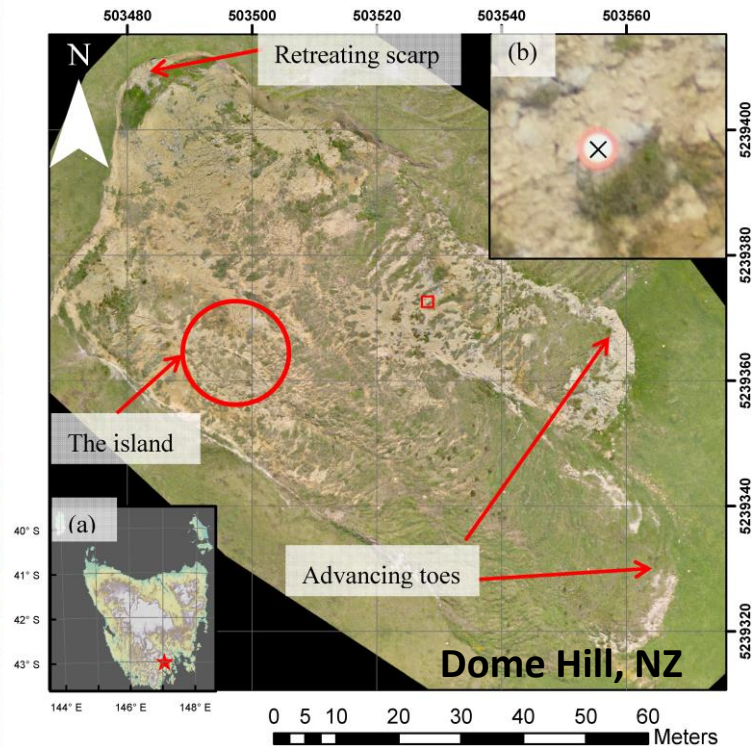 503480
503500
503520
503540
503560
N
Retreating scarp
(b)
5239400
5239380
5239360
5239340
5239320
The island
Advancing toes
(a)
40° S
41° S
42° S
43° S
144° E
146° E
148° E
Dome Hill, NZ
0
5
10
20
30
40
50
60
Meters